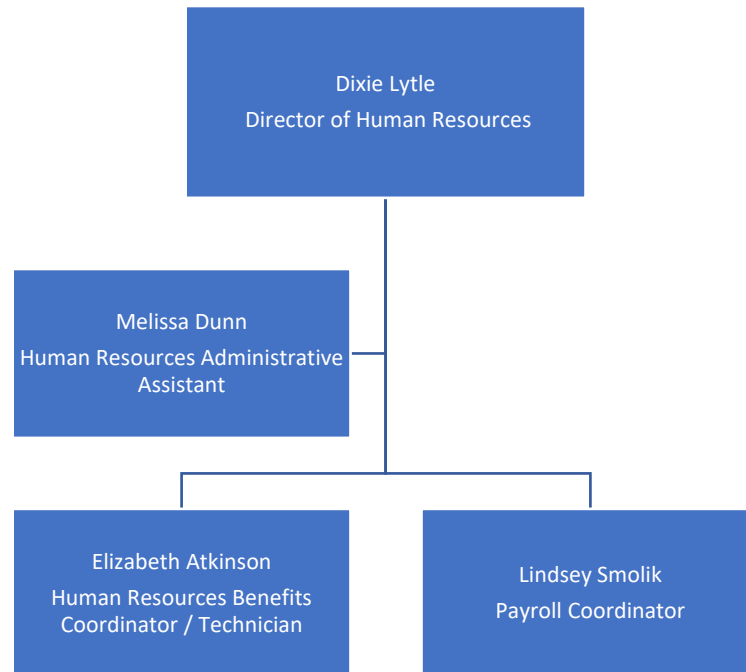 Dixie Lytle
Director of Human Resources
Melissa Dunn
Human Resources Administrative
Assistant
Elizabeth Atkinson
Human Resources Benefits
Coordinator / Technician
Lindsey Smolik
Payroll Coordinator